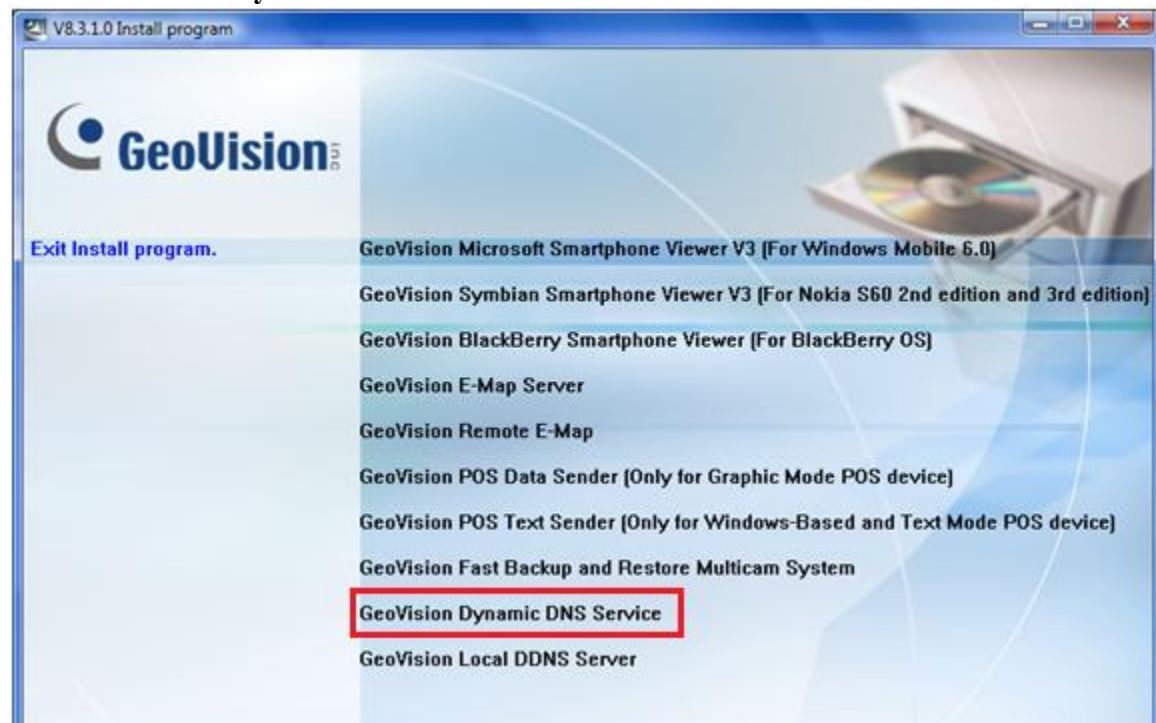 V8.3.1.0 Install program
GeoVision Inc
Exit Install program.
GeoVision Microsoft Smartphone Viewer V3 (For Windows Mobile 6.0)
GeoVision Symbian Smartphone Viewer V3 (For Nokia S60 2nd edition and 3rd edition)
GeoVision BlackBerry Smartphone Viewer (For BlackBerry OS)
GeoVision E-Map Server
GeoVision Remote E-Map
GeoVision POS Data Sender (Only for Graphic Mode POS device)
GeoVision POS Text Sender (Only for Windows-Based and Text Mode POS device)
GeoVision Fast Backup and Restore Multicam System
GeoVision Dynamic DNS Service
GeoVision Local DDNS Server